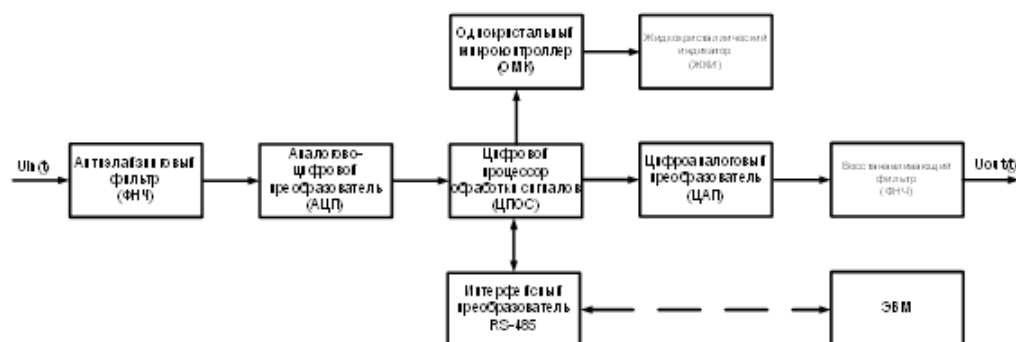 Однокристальный
микроконтроллер
(ОМК)
Жидкокристаллический
индикатор
(ЖКИ)
Uin(t)
Антиэлайзинговый
фильтр
(ФНЧ)
Аналогово-
цифровой
преобразователь
(АЦП)
Цифровой
процессор
обработки сигналов
(ЦПОС)
Цифроаналоговый
преобразователь
(ЦАП)
Восстанавливающий
фильтр
(ФНЧ)
Uout(t)
Интерфейсный
преобразователь
RS-485
ЭВМ